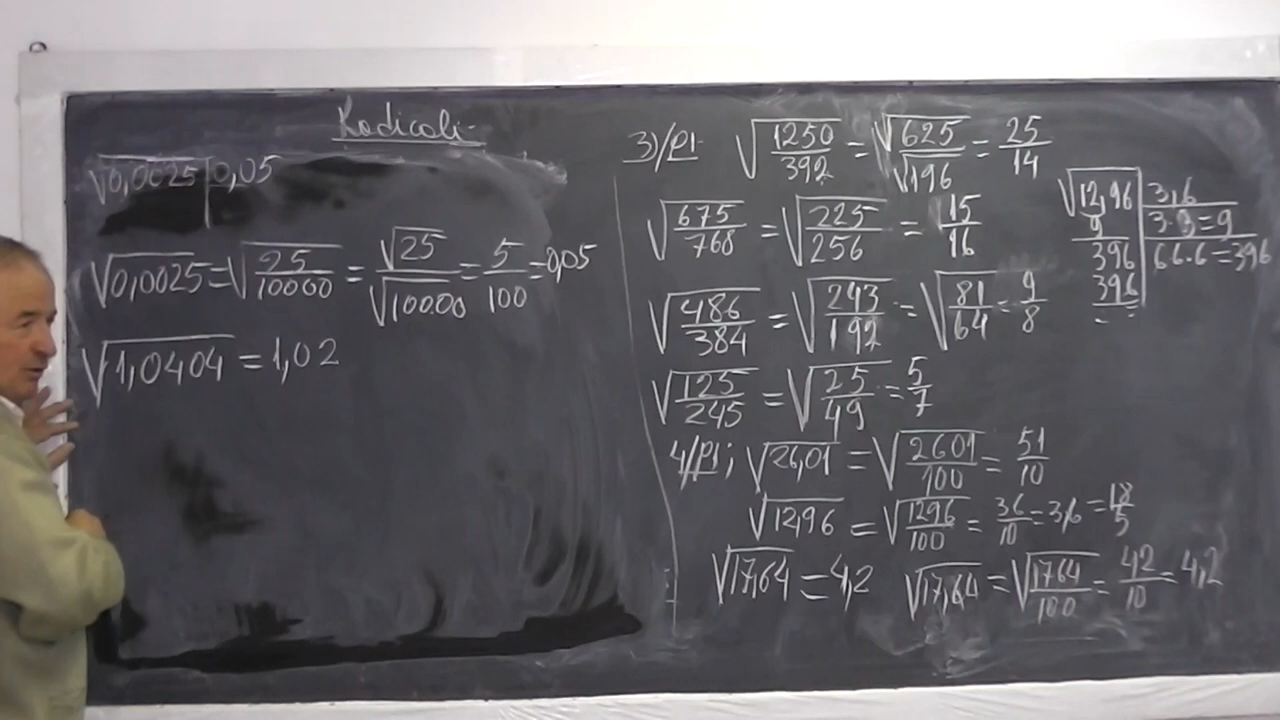 Radicali
√0,0025 | 0,05
√0,0025 = √(25/10000) = √25/√10000 = 5/100 = 0,05
√1,0404 = 1,02
3)/p1. √(1250/392) = √625/√196 = 25/14
√(675/768) = √(225/256) = 15/16
√(486/384) = √(243/192) = √(81/64) = 9/8
√(125/245) = √(25/49) = 5/7
4)/p1; √26,01 = √(2601/100) = 51/10
√12,96 = √(1296/100) = 36/10 = 3,6 = 18/5
√17,64 = 4,2 √17,64 = √(1764/100) = 42/10 = 4,2
√12,96 | 3,6
9 | 3·3=9
396 | 66·6=396
396